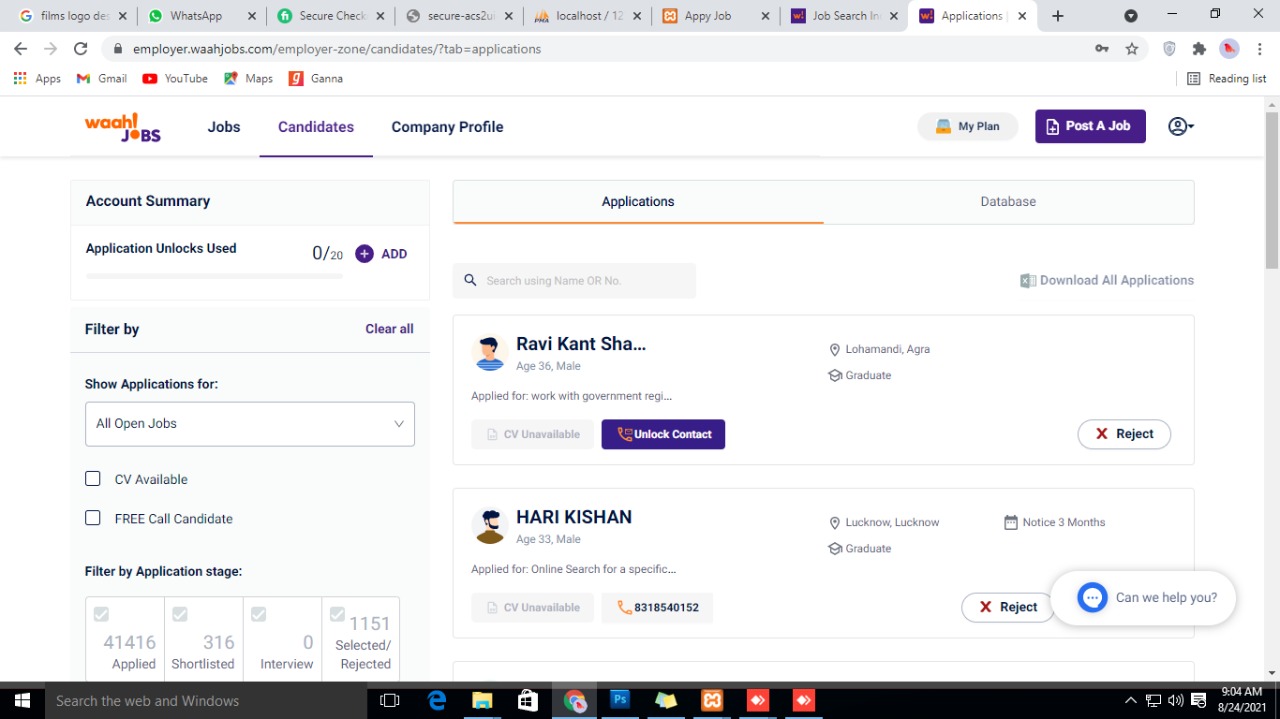 films logo di
WhatsApp
Secure Check
secure-acs2u
localhost / 12
Appy Job
Job Search In
Applications
employer.waahjobs.com/employer-zone/candidates/?tab=applications
Apps
Gmail
YouTube
Maps
Ganna
Reading list
waah! JOBS
Jobs
Candidates
Company Profile
My Plan
Post A Job
Account Summary
Application Unlocks Used
0/20
ADD
Applications
Database
Search using Name OR No.
Download All Applications
Filter by
Clear all
Show Applications for:
All Open Jobs
CV Available
FREE Call Candidate
Filter by Application stage:
41416
Applied
316
Shortlisted
0
Interview
1151
Selected/
Rejected
Ravi Kant Sha...
Age 36, Male
Lohamandi, Agra
Graduate
Applied for: work with government regi...
CV Unavailable
Unlock Contact
Reject
HARI KISHAN
Age 33, Male
Lucknow, Lucknow
Notice 3 Months
Graduate
Applied for: Online Search for a specific...
CV Unavailable
8318540152
Reject
Can we help you?
Search the web and Windows
9:04 AM
8/24/2021